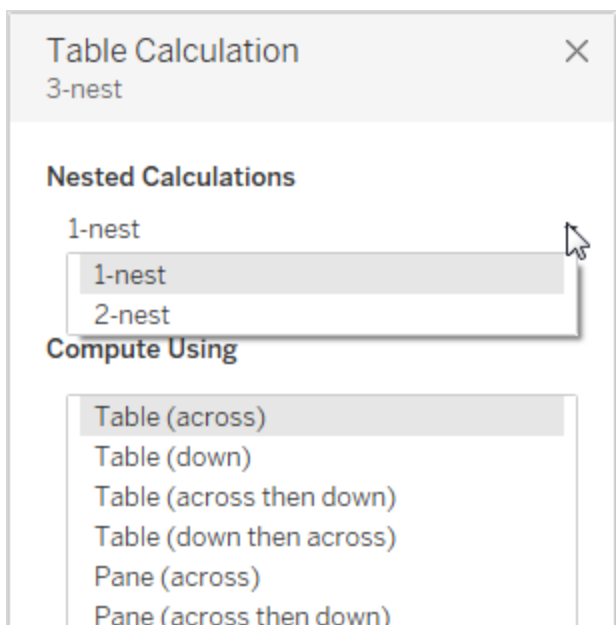 Table Calculation
3-nest
Nested Calculations
1-nest
1-nest
2-nest
Compute Using
Table (across)
Table (down)
Table (across then down)
Table (down then across)
Pane (across)
Pane (across then down)